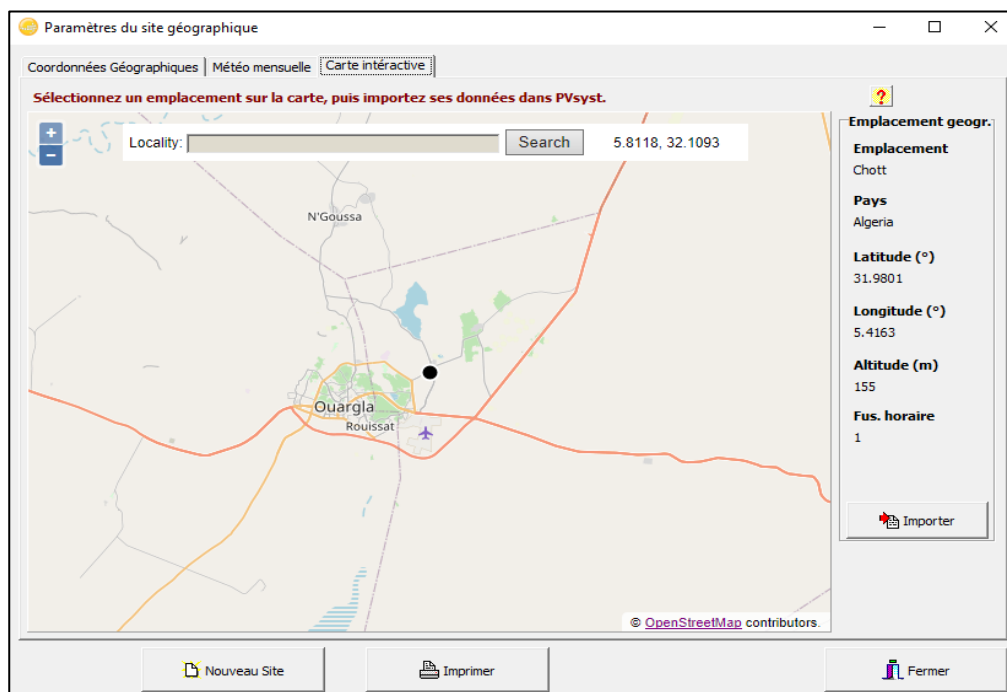 Paramètres du site géographique
Coordonnées Géographiques
Météo mensuelle
Carte intéractive
Sélectionnez un emplacement sur la carte, puis importez ses données dans PVsyst.
?
+
−
Locality:
Search
5.8118, 32.1093
N'Goussa
Ouargla
Rouissat
© OpenStreetMap contributors.
Emplacement geogr.
Emplacement
Chott
Pays
Algeria
Latitude (°)
31.9801
Longitude (°)
5.4163
Altitude (m)
155
Fus. horaire
1
Importer
Nouveau Site
Imprimer
Fermer